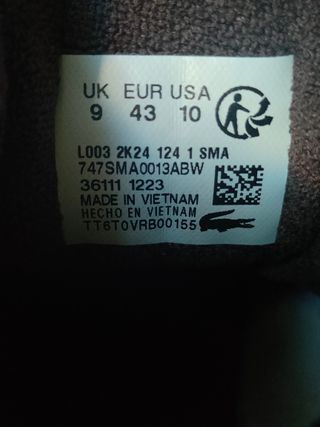 UK EUR USA
9 43 10
L003 2K24 124 1 SMA
747SMA0013ABW
36111 1223
MADE IN VIETNAM
HECHO EN VIETNAM
TT6T0VRB00155